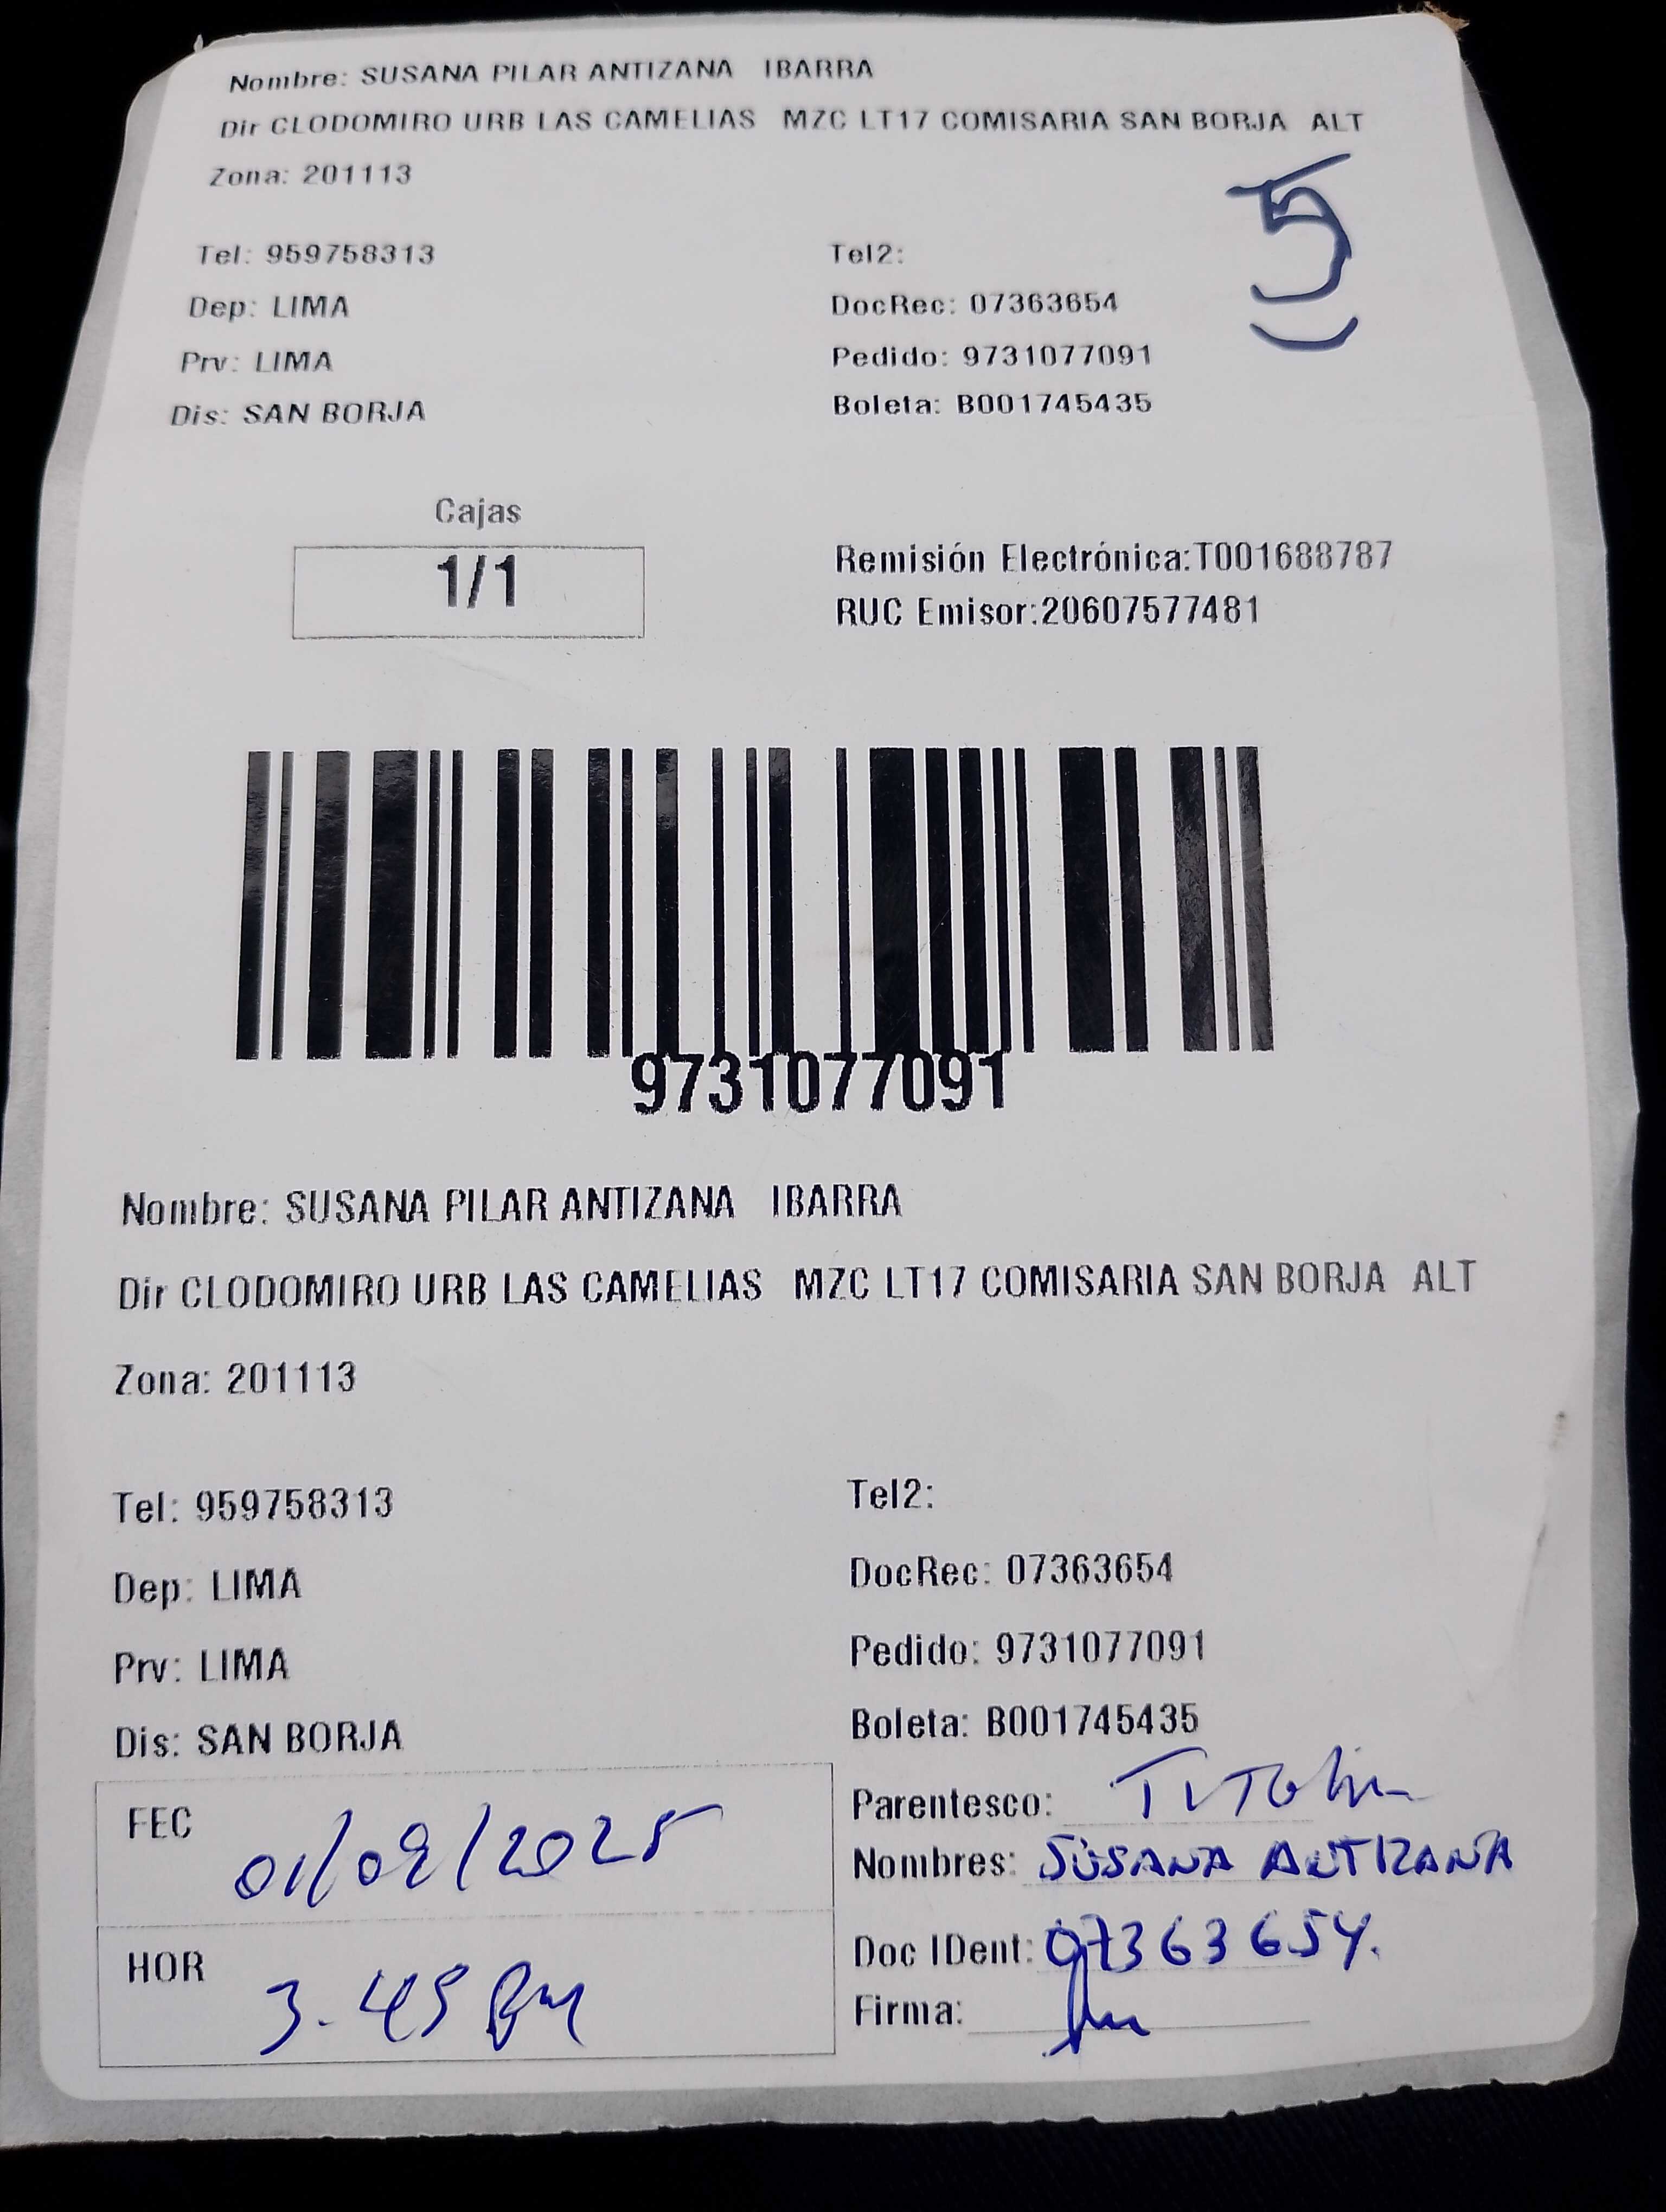 Nombre: SUSANA PILAR ANTIZANA IBARRA
Dir CLODOMIRO URB LAS CAMELIAS MZC LT17 COMISARIA SAN BORJA ALT
Zona: 201113
Tel: 959758313 Tel2:
Dep: LIMA DocRec: 07363654
Prv: LIMA Pedido: 9731077091
Dis: SAN BORJA Boleta: B001745435
Cajas
1/1
Remisión Electrónica:T001688787
RUC Emisor:20607577481
9731077091
Nombre: SUSANA PILAR ANTIZANA IBARRA
Dir CLODOMIRO URB LAS CAMELIAS MZC LT17 COMISARIA SAN BORJA ALT
Zona: 201113
Tel: 959758313 Tel2:
Dep: LIMA DocRec: 07363654
Prv: LIMA Pedido: 9731077091
Dis: SAN BORJA Boleta: B001745435
FEC 01/09/2025
HOR 3.45 PM
Parentesco:
Nombres: SUSANA ANTIZANA
Doc IDent: 07363654.
Firma: